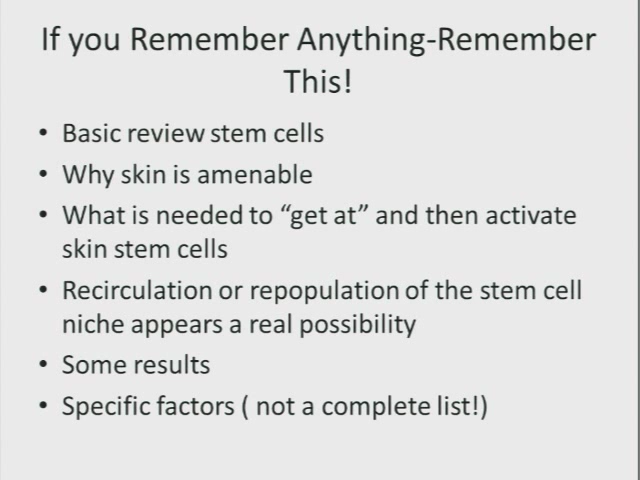 If you Remember Anything-Remember
This!
• Basic review stem cells
• Why skin is amenable
• What is needed to “get at” and then activate
skin stem cells
• Recirculation or repopulation of the stem cell
niche appears a real possibility
• Some results
• Specific factors ( not a complete list!)